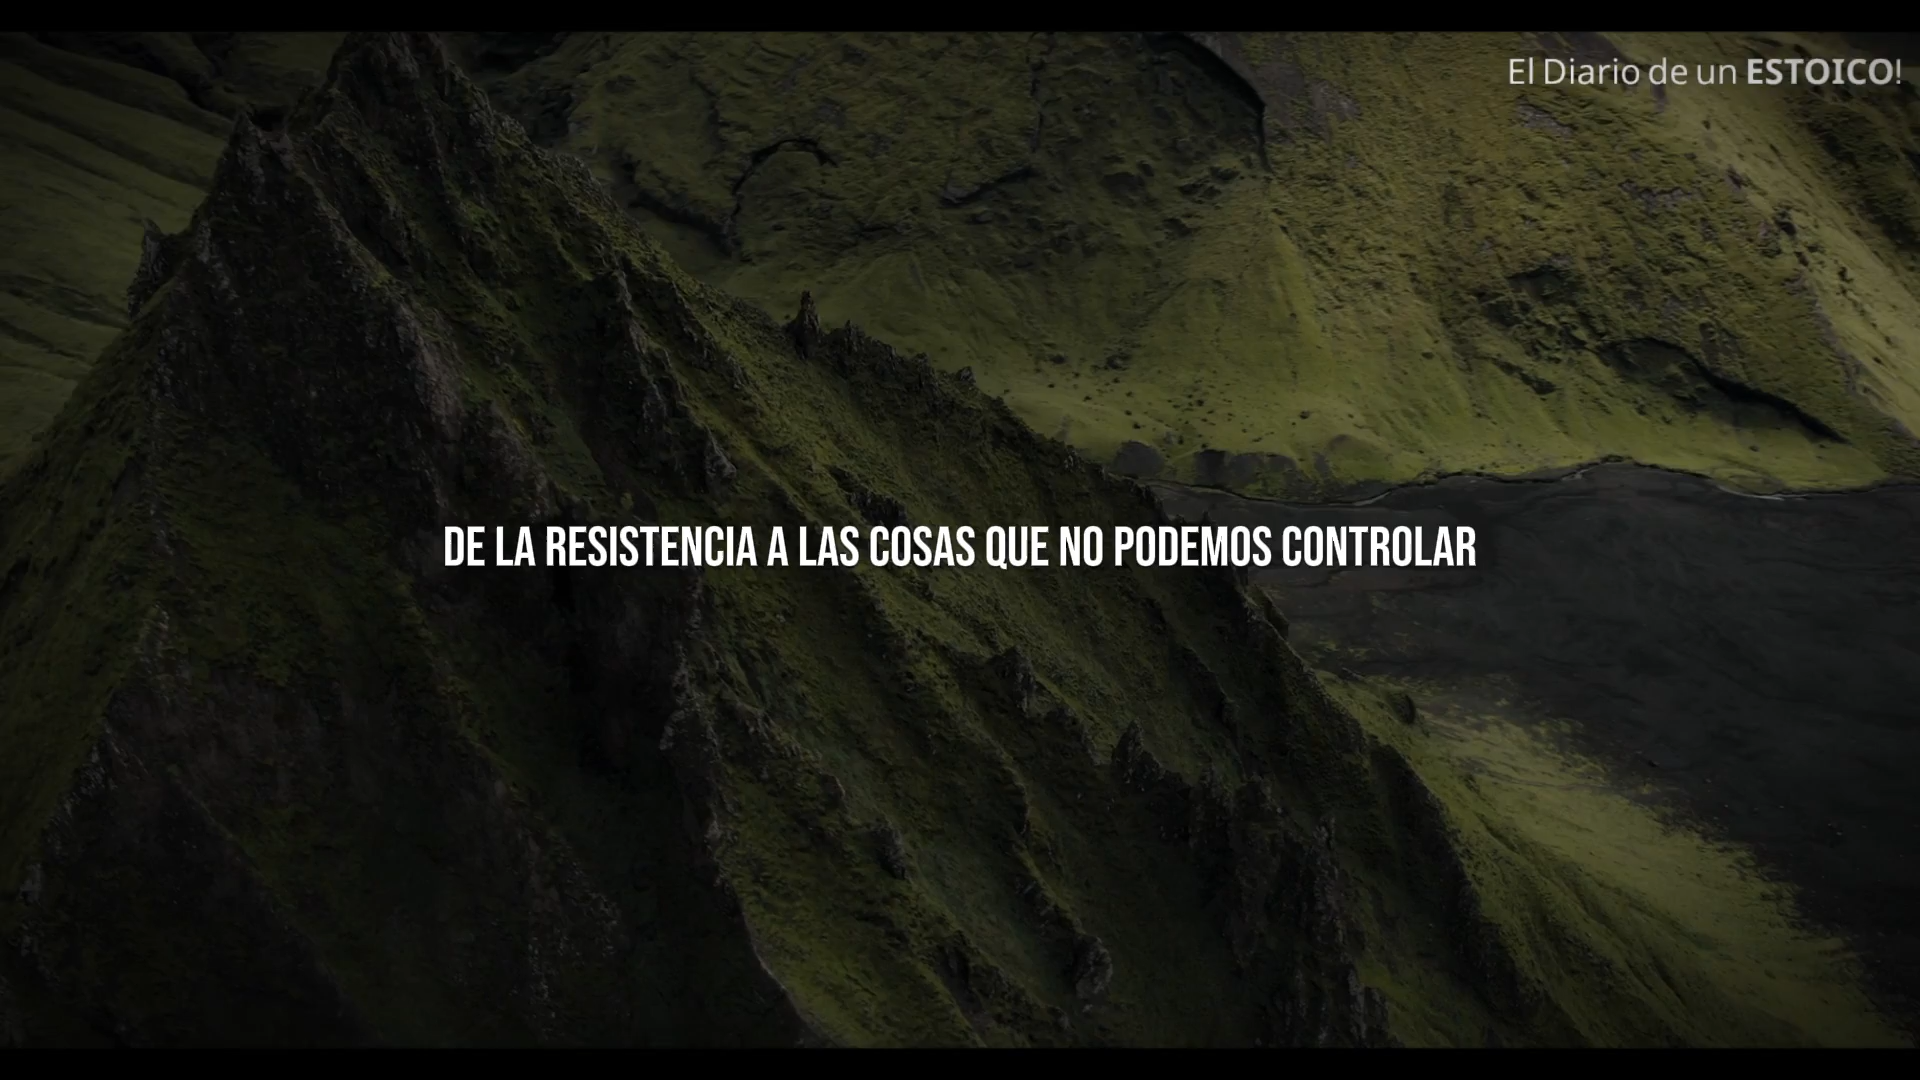 El Diario de un ESTOICO!
DE LA RESISTENCIA A LAS COSAS QUE NO PODEMOS CONTROLAR